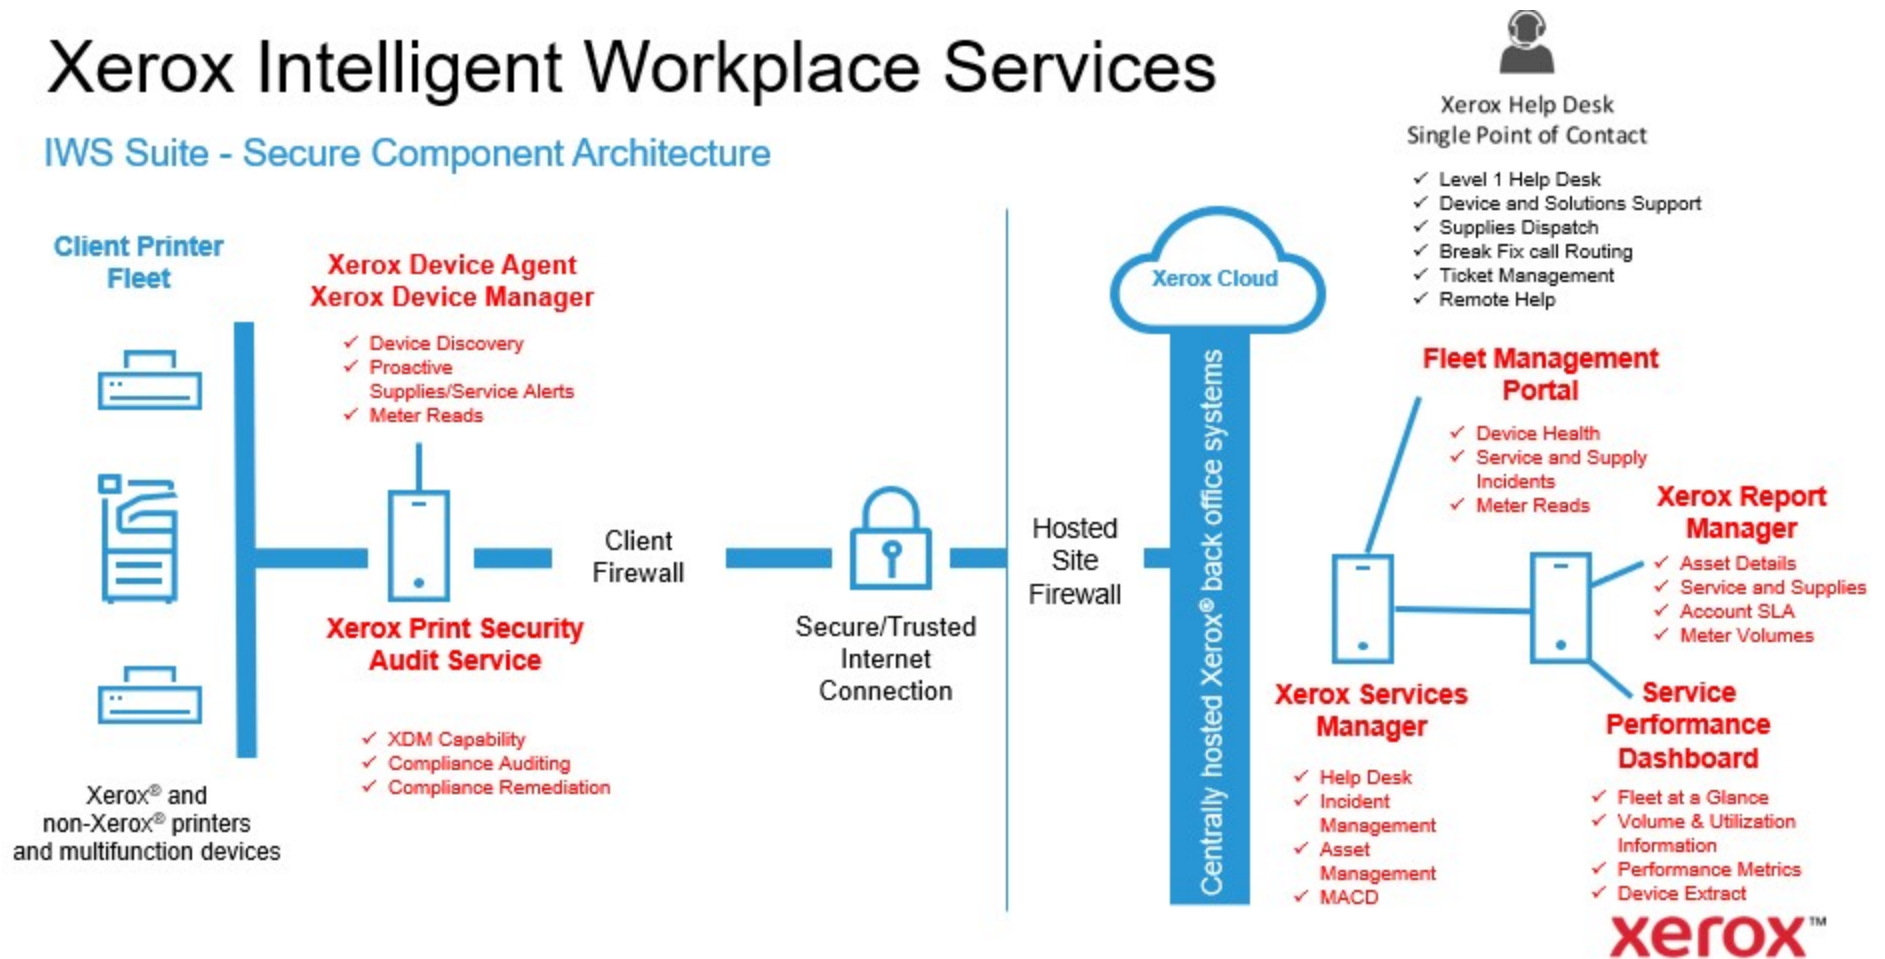 Xerox Intelligent Workplace Services
IWS Suite - Secure Component Architecture
Xerox Help Desk
Single Point of Contact
✓ Level 1 Help Desk
✓ Device and Solutions Support
✓ Supplies Dispatch
✓ Break Fix call Routing
✓ Ticket Management
✓ Remote Help
Client Printer
Fleet
Xerox® and
non-Xerox® printers
and multifunction devices
Xerox Device Agent
Xerox Device Manager
✓ Device Discovery
✓ Proactive
Supplies/Service Alerts
✓ Meter Reads
Xerox Print Security
Audit Service
✓ XDM Capability
✓ Compliance Auditing
✓ Compliance Remediation
Client
Firewall
Secure/Trusted
Internet
Connection
Hosted
Site
Firewall
Xerox Cloud
Centrally hosted Xerox® back office systems
Fleet Management
Portal
✓ Device Health
✓ Service and Supply
Incidents
✓ Meter Reads
Xerox Report
Manager
✓ Asset Details
✓ Service and Supplies
✓ Account SLA
✓ Meter Volumes
Xerox Services
Manager
✓ Help Desk
✓ Incident
Management
✓ Asset
Management
✓ MACD
Service
Performance
Dashboard
✓ Fleet at a Glance
✓ Volume & Utilization
Information
✓ Performance Metrics
✓ Device Extract
xerox™